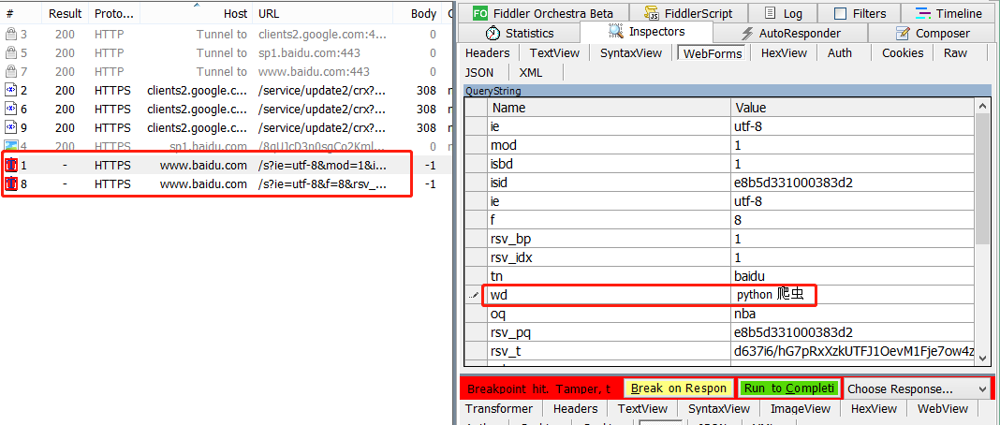 # Result Proto... Host URL Body
3 200 HTTP Tunnel to clients2.google.com:4... 0
5 200 HTTP Tunnel to sp1.baidu.com:443 0
7 200 HTTP Tunnel to www.baidu.com:443 0
2 200 HTTPS clients2.google.c... /service/update2/crx?... 308
6 200 HTTPS clients2.google.c... /service/update2/crx?... 308
9 200 HTTPS clients2.google.c... /service/update2/crx?... 308
4 200 HTTPS sp1.baidu.com 0
1 - HTTPS www.baidu.com /s?ie=utf-8&mod=1&i... -1
8 - HTTPS www.baidu.com /s?ie=utf-8&f=8&rsv_... -1
FO Fiddler Orchestra Beta FiddlerScript Log Filters Timeline
Statistics Inspectors AutoResponder Composer
Headers TextView SyntaxView WebForms HexView Auth Cookies Raw
JSON XML
QueryString
Name Value
ie utf-8
mod 1
isbd 1
isid e8b5d331000383d2
ie utf-8
f 8
rsv_bp 1
rsv_idx 1
tn baidu
wd python 爬虫
oq nba
rsv_pq e8b5d331000383d2
rsv_t d637i6/hG7pRxXzkUTFJ1OevM1Fje7ow4z
Breakpoint hit. Tamper, t Break on Respon Run to Completi Choose Response...
Transformer Headers TextView SyntaxView ImageView HexView WebView